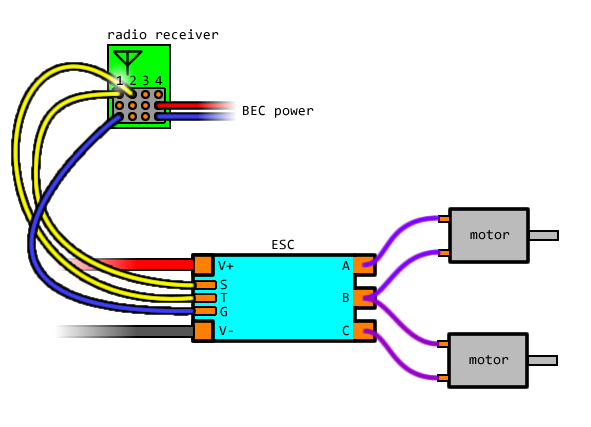 radio receiver
1 2 3 4
BEC power
ESC
V+
S
T
G
V-
A
B
C
motor
motor